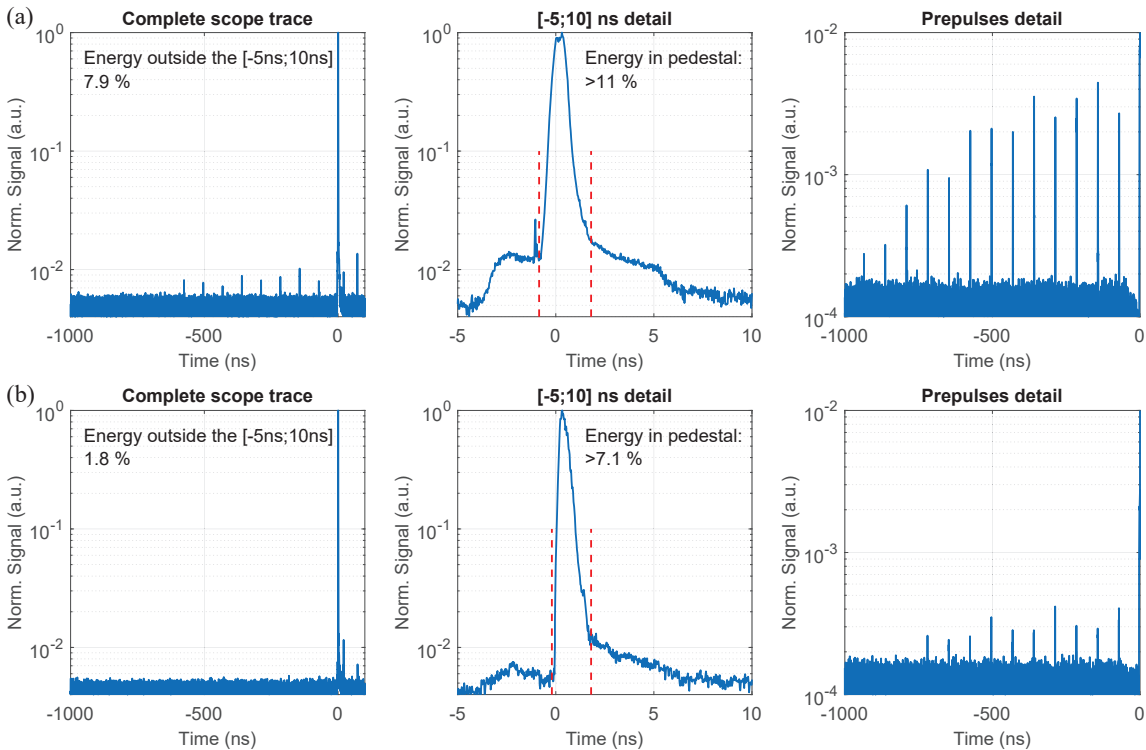 (a)
Complete scope trace
[-5;10] ns detail
Prepulses detail
Energy outside the [-5ns;10ns]
7.9 %
Norm. Signal (a.u.)
10^0
10^-1
10^-2
-1000
-500
0
Time (ns)
Energy in pedestal:
>11 %
Norm. Signal (a.u.)
10^0
10^-1
10^-2
-5
0
5
10
Time (ns)
Norm. Signal (a.u.)
10^-2
10^-3
10^-4
-1000
-500
0
Time (ns)
(b)
Complete scope trace
[-5;10] ns detail
Prepulses detail
Energy outside the [-5ns;10ns]
1.8 %
Norm. Signal (a.u.)
10^0
10^-1
10^-2
-1000
-500
0
Time (ns)
Energy in pedestal:
>7.1 %
Norm. Signal (a.u.)
10^0
10^-1
10^-2
-5
0
5
10
Time (ns)
Norm. Signal (a.u.)
10^-2
10^-3
10^-4
-1000
-500
0
Time (ns)